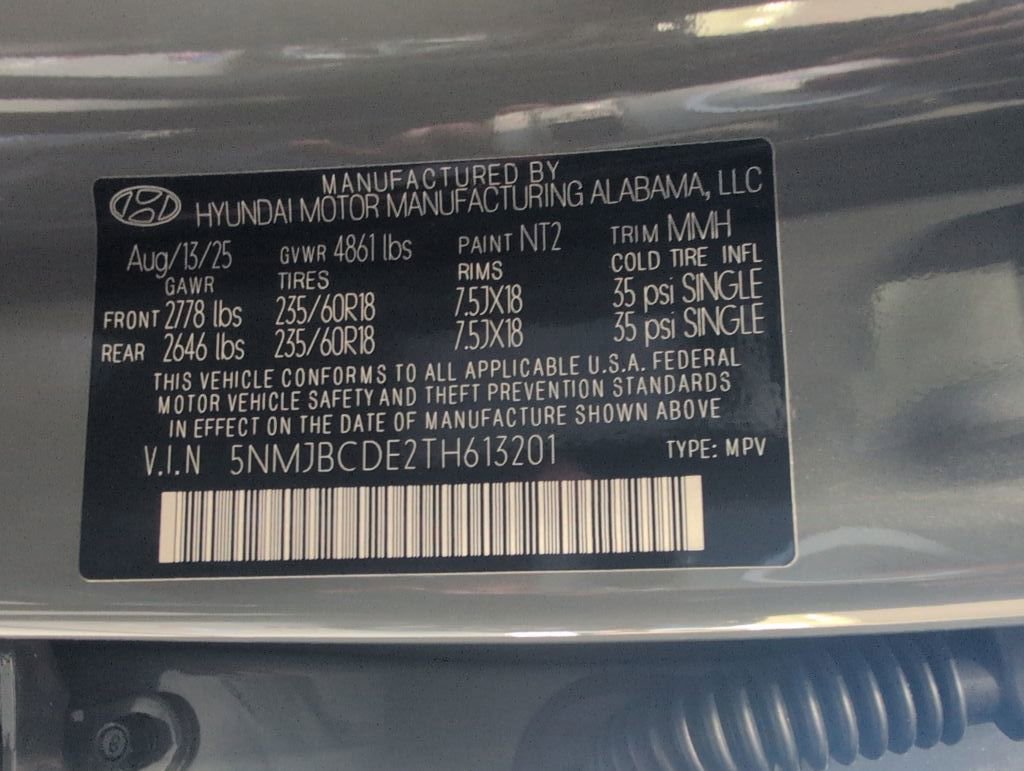 MANUFACTURED BY
HYUNDAI MOTOR MANUFACTURING ALABAMA, LLC
Aug/13/25 GVWR 4861 lbs PAINT NT2 TRIM MMH
GAWR TIRES RIMS COLD TIRE INFL
FRONT 2778 lbs 235/60R18 7.5JX18 35 psi SINGLE
REAR 2646 lbs 235/60R18 7.5JX18 35 psi SINGLE
THIS VEHICLE CONFORMS TO ALL APPLICABLE U.S.A. FEDERAL
MOTOR VEHICLE SAFETY AND THEFT PREVENTION STANDARDS
IN EFFECT ON THE DATE OF MANUFACTURE SHOWN ABOVE
V.I.N 5NMJBCDE2TH613201 TYPE: MPV